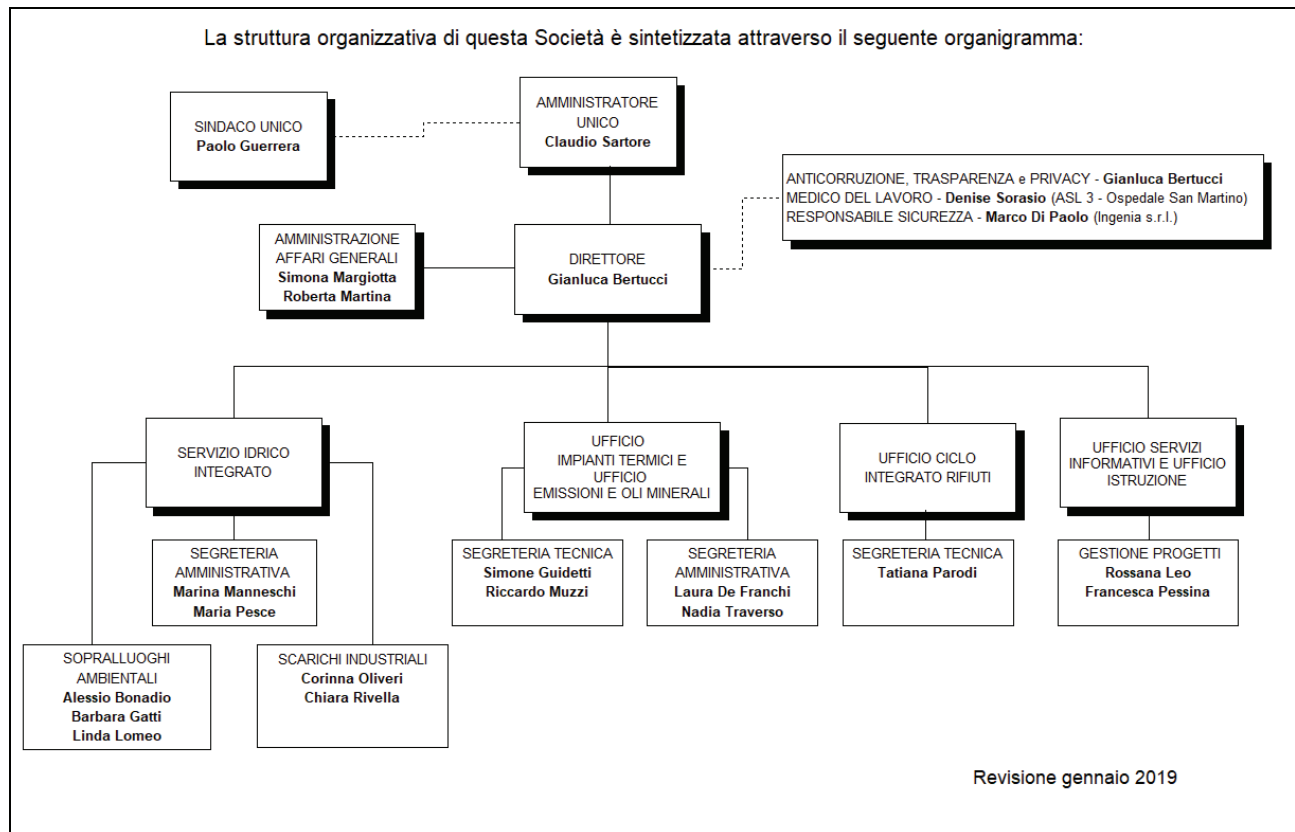 La struttura organizzativa di questa Società è sintetizzata attraverso il seguente organigramma:
SINDACO UNICO
Paolo Guerrera
AMMINISTRATORE
UNICO
Claudio Sartore
ANTICORRUZIONE, TRASPARENZA e PRIVACY - Gianluca Bertucci
MEDICO DEL LAVORO - Denise Sorasio (ASL 3 - Ospedale San Martino)
RESPONSABILE SICUREZZA - Marco Di Paolo (Ingenia s.r.l.)
AMMINISTRAZIONE
AFFARI GENERALI
Simona Margiotta
Roberta Martina
DIRETTORE
Gianluca Bertucci
SERVIZIO IDRICO
INTEGRATO
UFFICIO
IMPIANTI TERMICI E
UFFICIO
EMISSIONI E OLI MINERALI
UFFICIO CICLO
INTEGRATO RIFIUTI
UFFICIO SERVIZI
INFORMATIVI E UFFICIO
ISTRUZIONE
SEGRETERIA
AMMINISTRATIVA
Marina Manneschi
Maria Pesce
SEGRETERIA TECNICA
Simone Guidetti
Riccardo Muzzi
SEGRETERIA
AMMINISTRATIVA
Laura De Franchi
Nadia Traverso
SEGRETERIA TECNICA
Tatiana Parodi
GESTIONE PROGETTI
Rossana Leo
Francesca Pessina
SOPRALLUOGHI
AMBIENTALI
Alessio Bonadio
Barbara Gatti
Linda Lomeo
SCARICHI INDUSTRIALI
Corinna Oliveri
Chiara Rivella
Revisione gennaio 2019